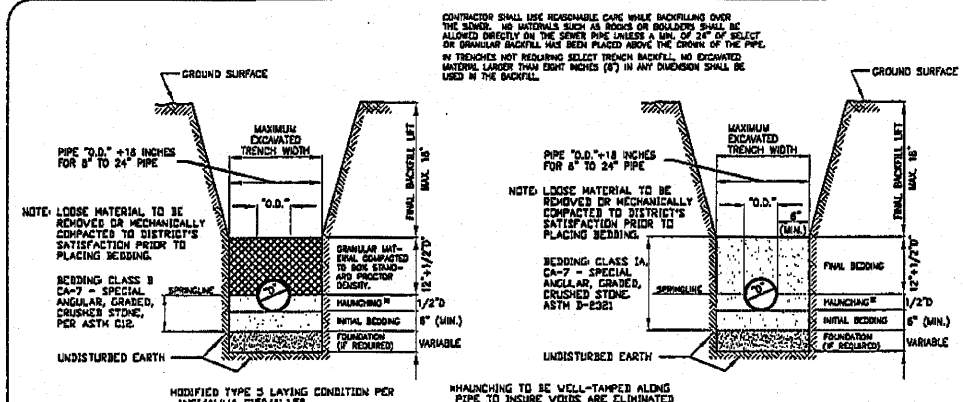 CONTRACTOR SHALL USE REASONABLE CARE WHILE BACKFILLING OVER
THE SEWER. NO MATERIALS SUCH AS ROCKS OR BOULDERS SHALL BE
ALLOWED DIRECTLY ON THE SEWER PIPE UNLESS A MIN. OF 24" OF SELECT
OR GRANULAR BACKFILL HAS BEEN PLACED ABOVE THE CROWN OF THE PIPE.
IN TRENCHES NOT REQUIRING SELECT TRENCH BACKFILL, NO EXCAVATED
MATERIAL LARGER THAN EIGHT INCHES (8") IN ANY DIMENSION SHALL BE
USED IN THE BACKFILL.
GROUND SURFACE
MAXIMUM
EXCAVATED
TRENCH WIDTH
PIPE "O.D." +18 INCHES
FOR 8" TO 24" PIPE
"O.D."
FINAL BACKFILL LIFT
MAX. 18"
NOTE: LOOSE MATERIAL TO BE
REMOVED OR MECHANICALLY
COMPACTED TO DISTRICT'S
SATISFACTION PRIOR TO
PLACING BEDDING.
GRANULAR MAT-
ERIAL COMPACTED
TO 90% STAND-
ARD PROCTOR
DENSITY.
12"+1/2"D"
BEDDING CLASS B
CA-7 - SPECIAL
ANGULAR, GRADED,
CRUSHED STONE,
PER ASTM C12.
SPRINGLINE
"D"
HAUNCHING*
1/2"D
INITIAL BEDDING
6" (MIN.)
FOUNDATION
(IF REQUIRED)
VARIABLE
UNDISTURBED EARTH
MODIFIED TYPE 5 LAYING CONDITION PER
GROUND SURFACE
MAXIMUM
EXCAVATED
TRENCH WIDTH
PIPE "O.D."+18 INCHES
FOR 8" TO 24" PIPE
"O.D."
6"
(MIN.)
FINAL BACKFILL LIFT
MAX. 18"
NOTE: LOOSE MATERIAL TO BE
REMOVED OR MECHANICALLY
COMPACTED TO DISTRICT'S
SATISFACTION PRIOR TO
PLACING BEDDING.
BEDDING: CLASS IA,
CA-7 - SPECIAL
ANGULAR, GRADED,
CRUSHED STONE,
ASTM D-2321
FINAL BEDDING
12"+1/2"D"
SPRINGLINE
"D"
HAUNCHING*
1/2"D
INITIAL BEDDING
6" (MIN.)
FOUNDATION
(IF REQUIRED)
VARIABLE
UNDISTURBED EARTH
*HAUNCHING TO BE WELL-TAMPED ALONG
PIPE TO INSURE VOIDS ARE ELIMINATED